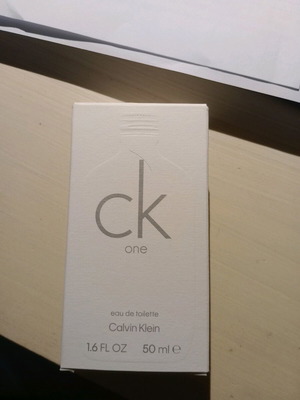 ck
one
eau de toilette
Calvin Klein
1.6 FL OZ 50 ml ℮